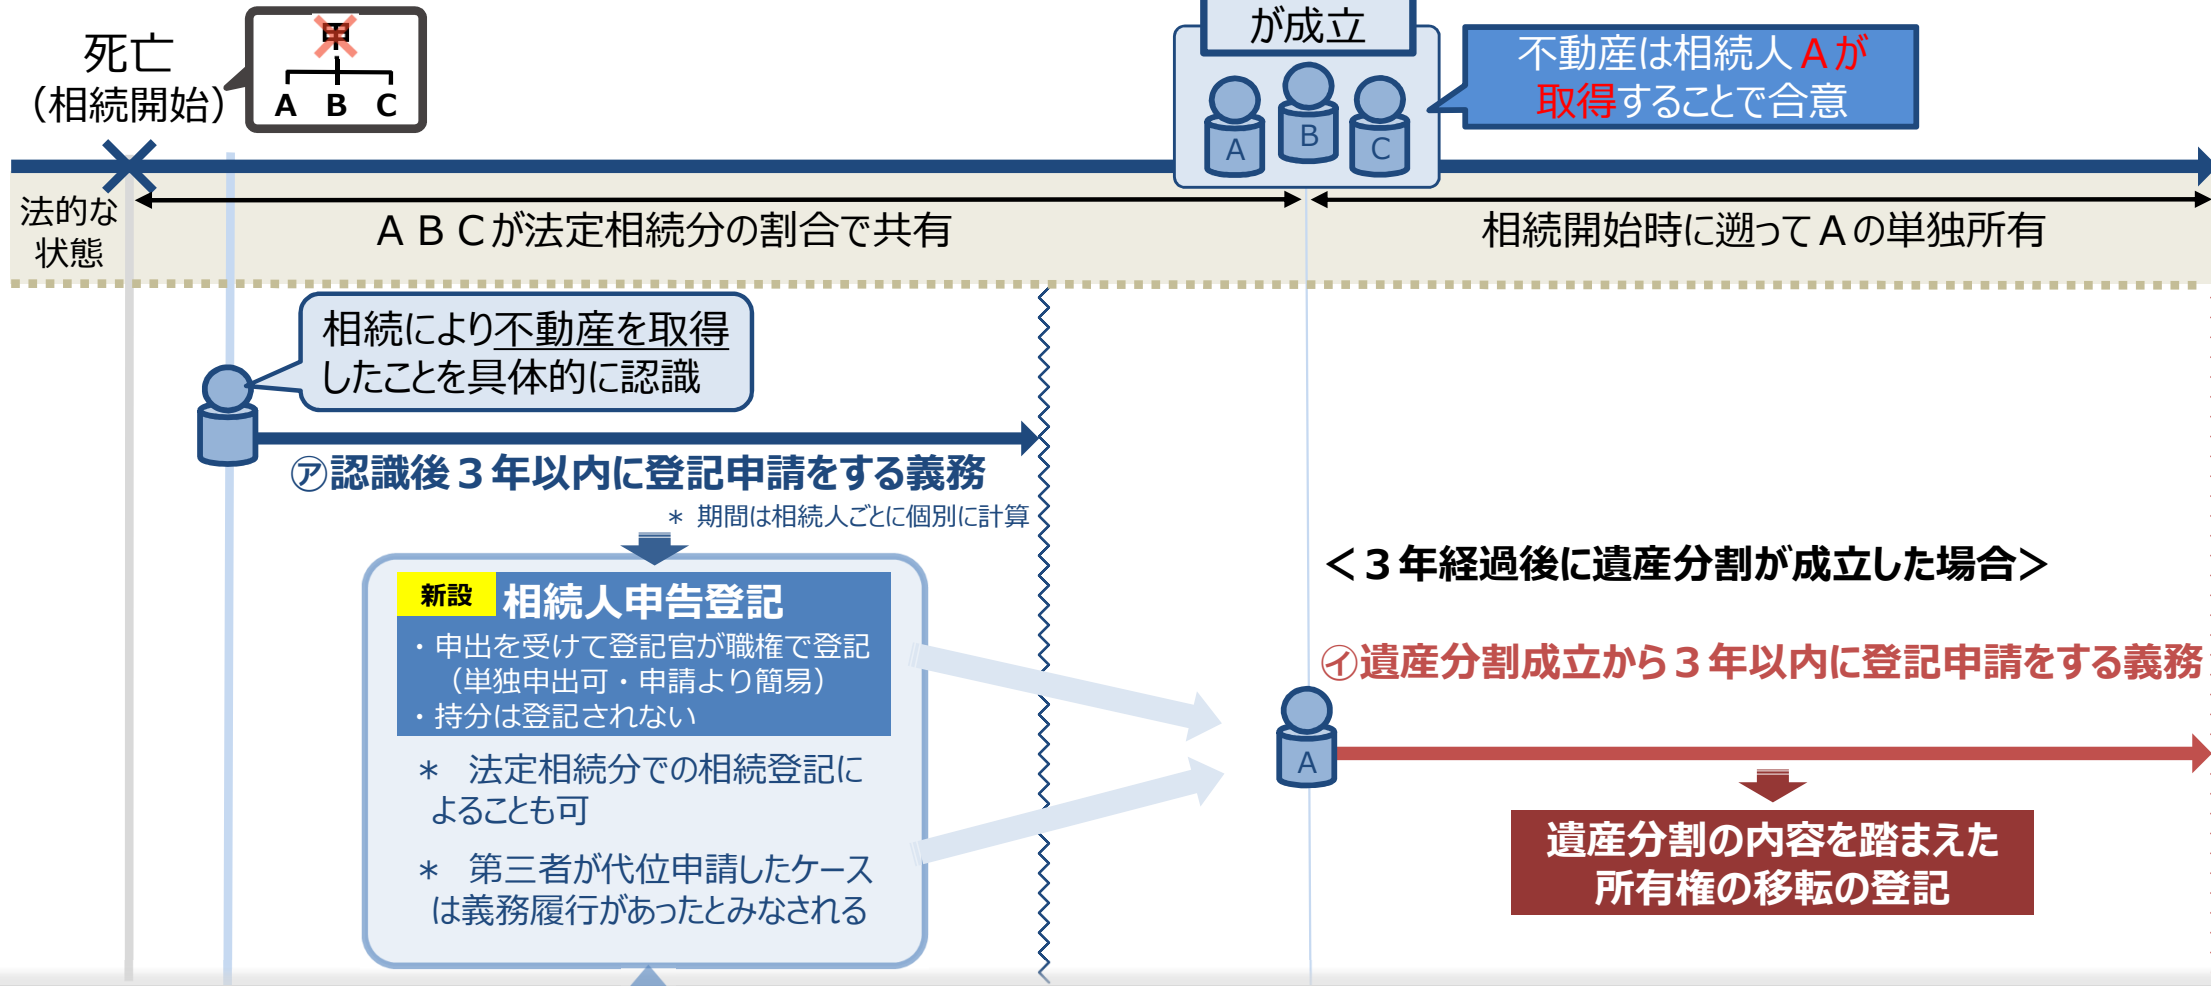 死亡
（相続開始）
甲
A B C
が成立
A
B
C
不動産は相続人Ａが
取得することで合意
法的な
状態
ＡＢＣが法定相続分の割合で共有
相続開始時に遡ってＡの単独所有
相続により不動産を取得
したことを具体的に認識
㋐認識後３年以内に登記申請をする義務
＊ 期間は相続人ごとに個別に計算
新設 相続人申告登記
・申出を受けて登記官が職権で登記
（単独申出可・申請より簡易）
・持分は登記されない
＊ 法定相続分での相続登記に
よることも可
＊ 第三者が代位申請したケース
は義務履行があったとみなされる
＜３年経過後に遺産分割が成立した場合＞
㋑遺産分割成立から３年以内に登記申請をする義務
A
遺産分割の内容を踏まえた
所有権の移転の登記